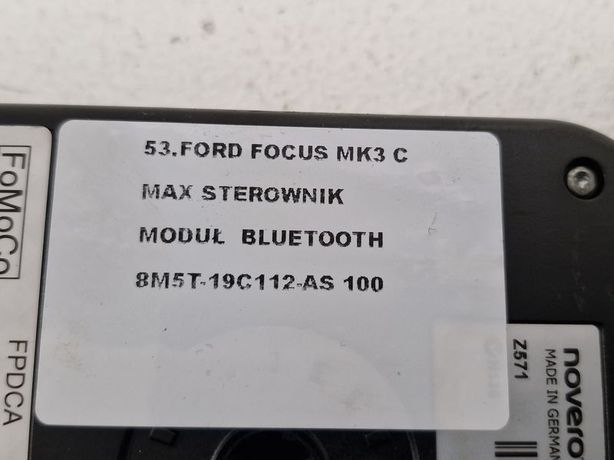 53.FORD FOCUS MK3 C
MAX STEROWNIK
MODUŁ BLUETOOTH
8M5T-19C112-AS 100
FoMoCo
FPDCA
novero
MADE IN GERMAN
Z571